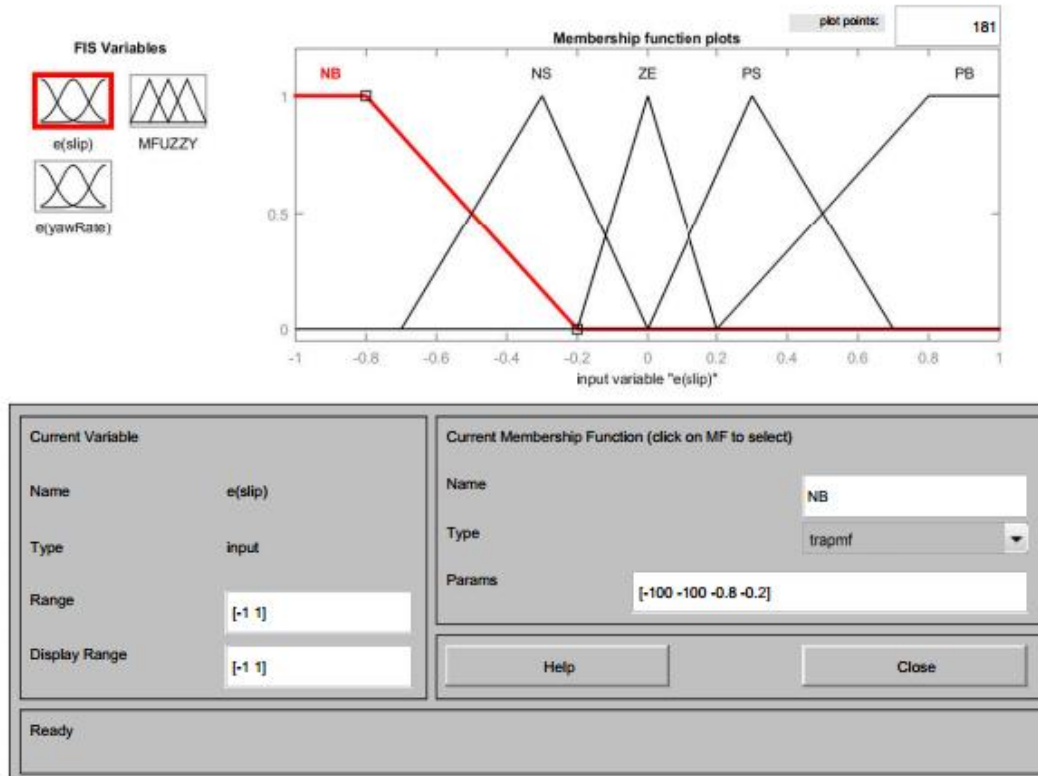 plot points:
181
FIS Variables
Membership function plots
e(slip)
MFUZZY
e(yawRate)
NB
NS
ZE
PS
PB
1
0.5
0
-1
-0.8
-0.6
-0.4
-0.2
0
0.2
0.4
0.6
0.8
1
input variable "e(slip)"
Current Variable
Name e(slip)
Type input
Range [-1 1]
Display Range [-1 1]
Current Membership Function (click on MF to select)
Name NB
Type trapmf
Params [-100 -100 -0.8 -0.2]
Help
Close
Ready